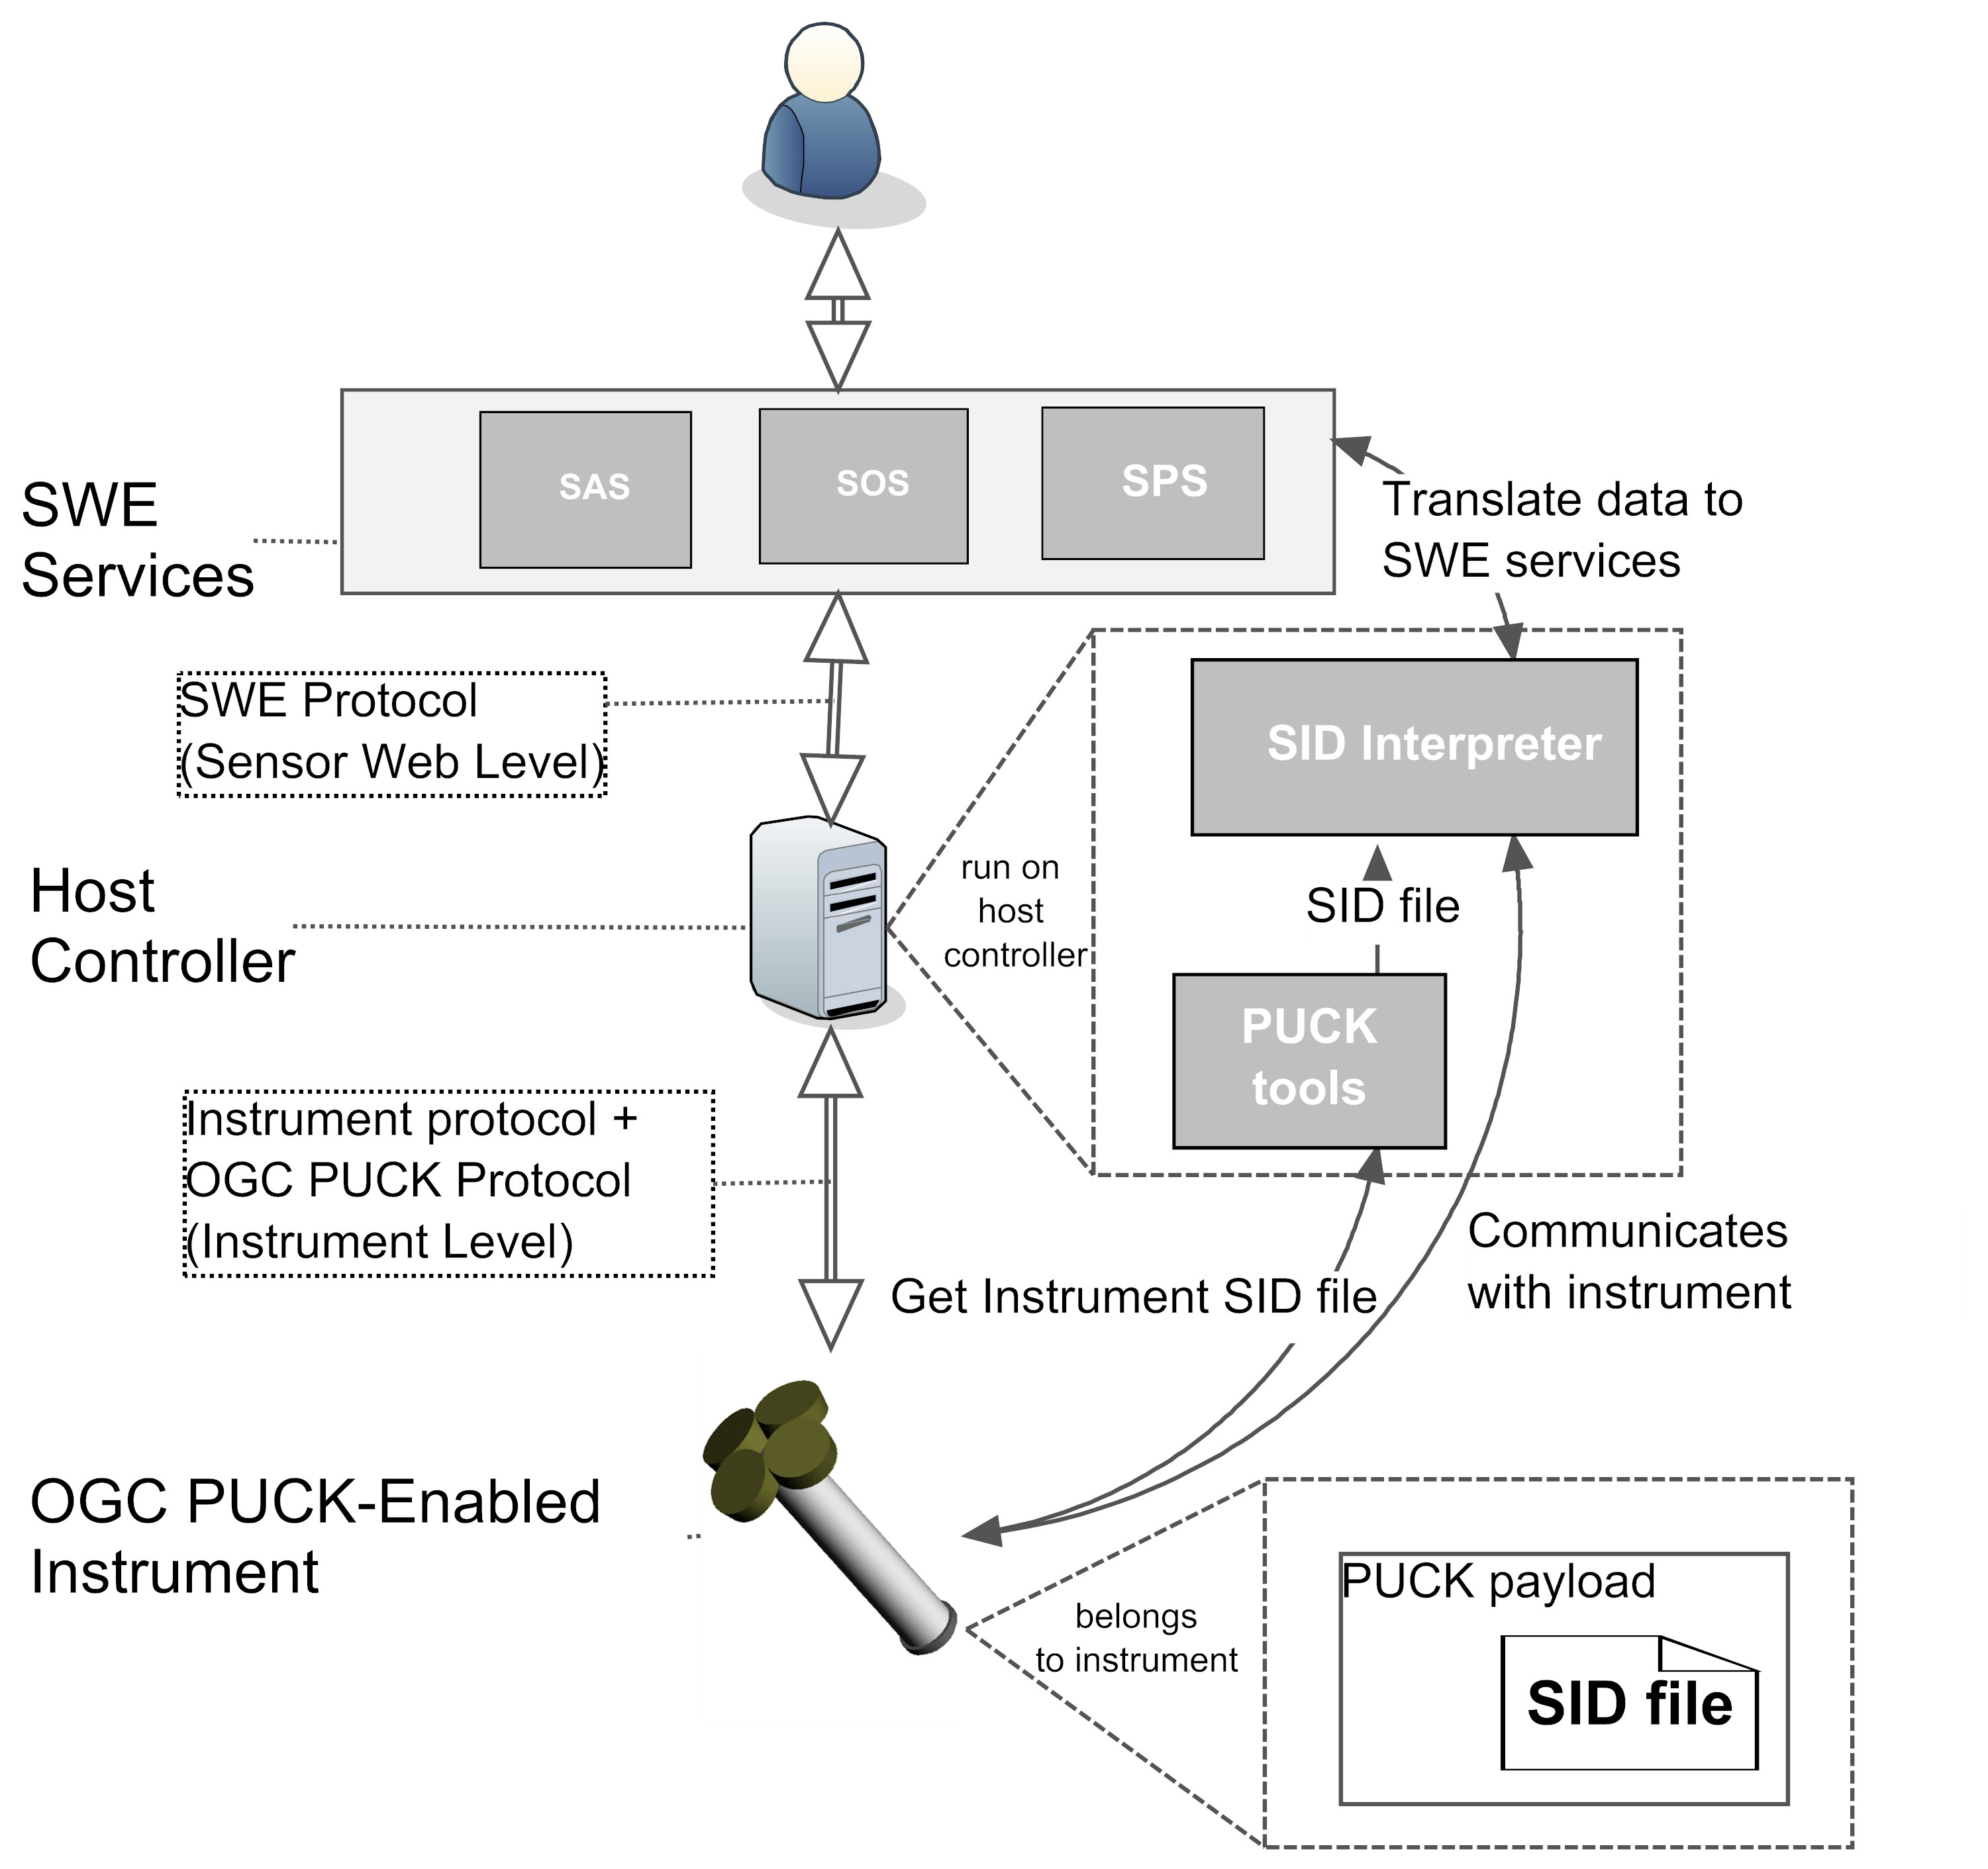 SAS
SOS
SPS
SWE
Services
Translate data to
SWE services
SWE Protocol
(Sensor Web Level)
SID Interpreter
Host
Controller
run on
host
controller
SID file
PUCK
tools
Instrument protocol +
OGC PUCK Protocol
(Instrument Level)
Get Instrument SID file
Communicates
with instrument
OGC PUCK-Enabled
Instrument
belongs
to instrument
PUCK payload
SID file